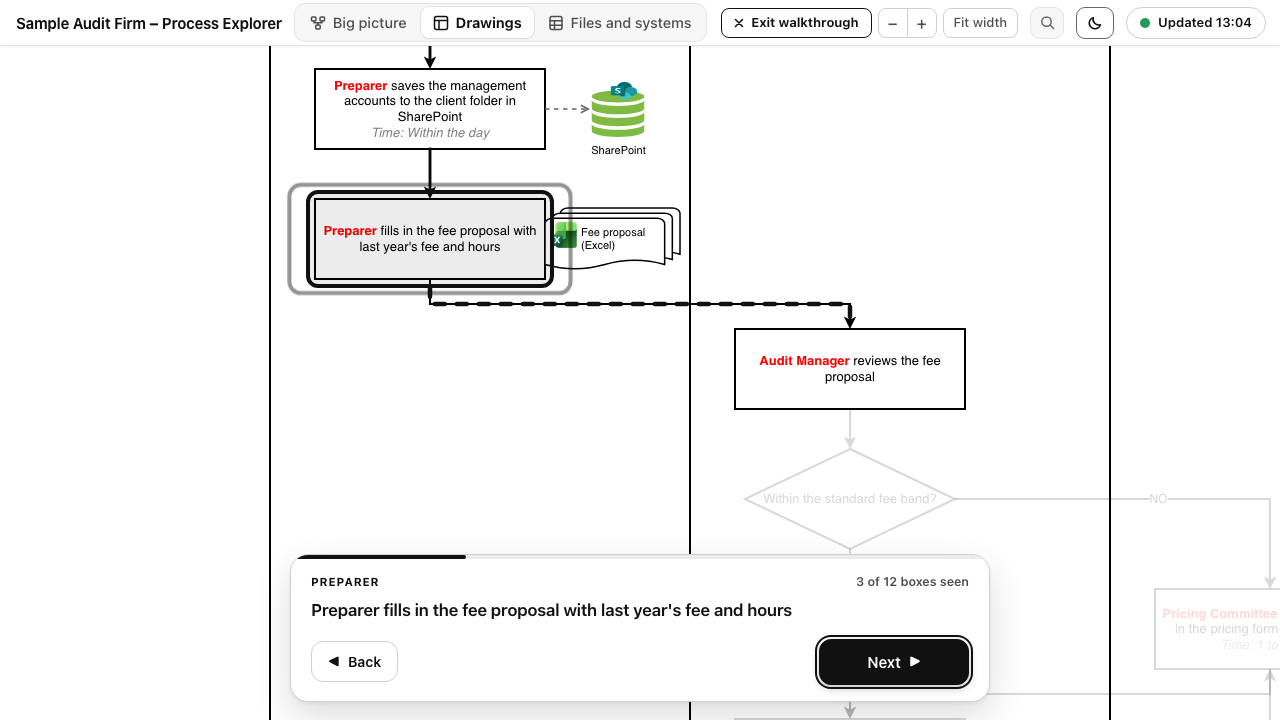 Sample Audit Firm – Process Explorer
Big picture
Drawings
Files and systems
Exit walkthrough
−
+
Fit width
Updated 13:04
Preparer saves the management
accounts to the client folder in
SharePoint
Time: Within the day
SharePoint
Preparer fills in the fee proposal with
last year's fee and hours
Fee proposal
(Excel)
Audit Manager reviews the fee
proposal
Within the standard fee band?
NO
Pricing Committee
in the pricing form
Time: 1 to
PREPARER
3 of 12 boxes seen
Preparer fills in the fee proposal with last year's fee and hours
Back
Next